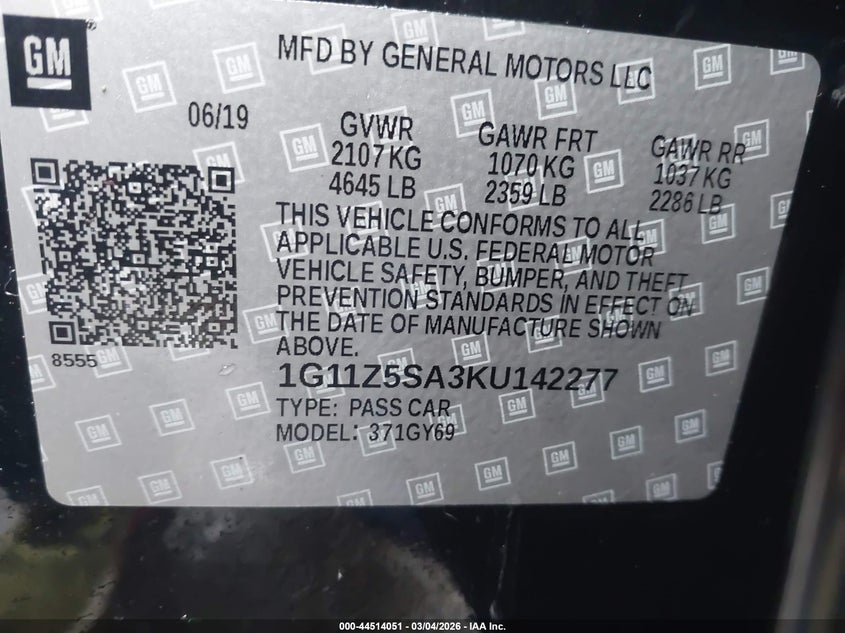 GM
MFD BY GENERAL MOTORS LLC
06/19
GVWR
2107 KG
4645 LB
GAWR FRT
1070 KG
2359 LB
GAWR RR
1037 KG
2286 LB
THIS VEHICLE CONFORMS TO ALL
APPLICABLE U.S. FEDERAL MOTOR
VEHICLE SAFETY, BUMPER, AND THEFT
PREVENTION STANDARDS IN EFFECT ON
THE DATE OF MANUFACTURE SHOWN
ABOVE.
8555
1G11Z5SA3KU142277
TYPE: PASS CAR
MODEL: 371GY69
000-44514051 - 03/04/2026 - IAA Inc.